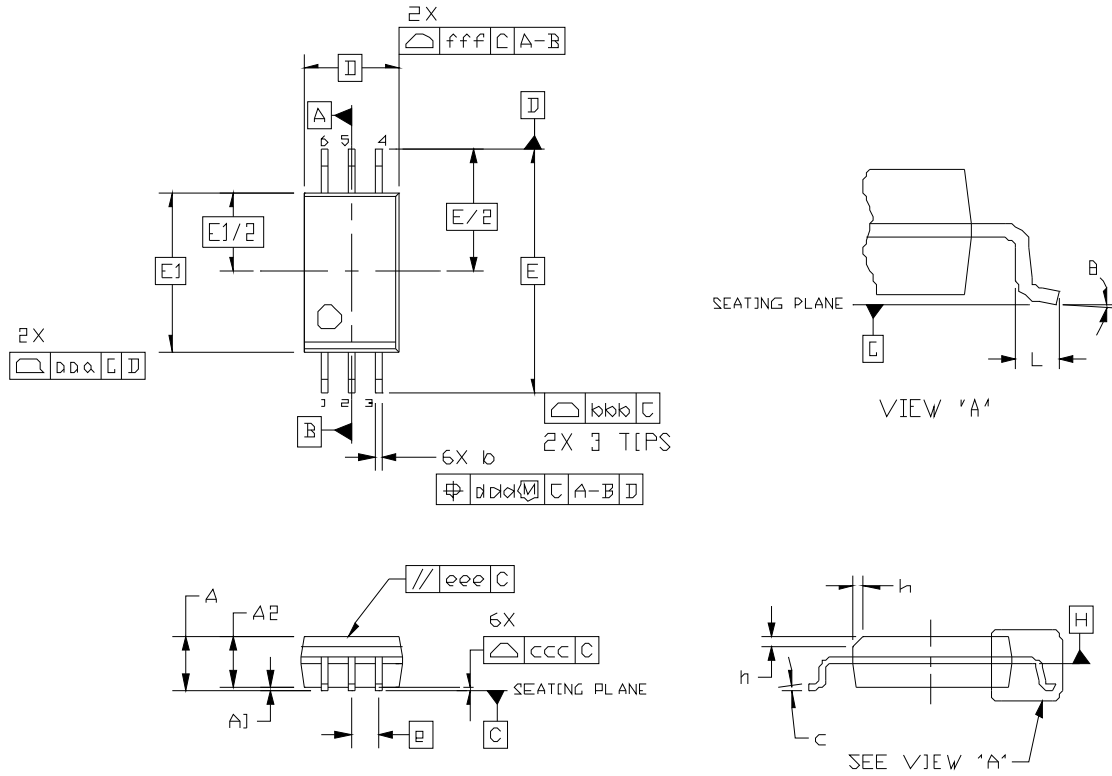 2X
fff C A-B
D
A
D
6 5 4
E1/2
E/2
E1
E
2X
aaa C D
1 2 3
B
bbb C
2X 3 TIPS
6X b
ddd M C A-B D
SEATING PLANE
C
θ
L
VIEW "A"
// eee C
A
A2
6X
ccc C
SEATING PLANE
A1
e
C
h
h
H
c
SEE VIEW "A"